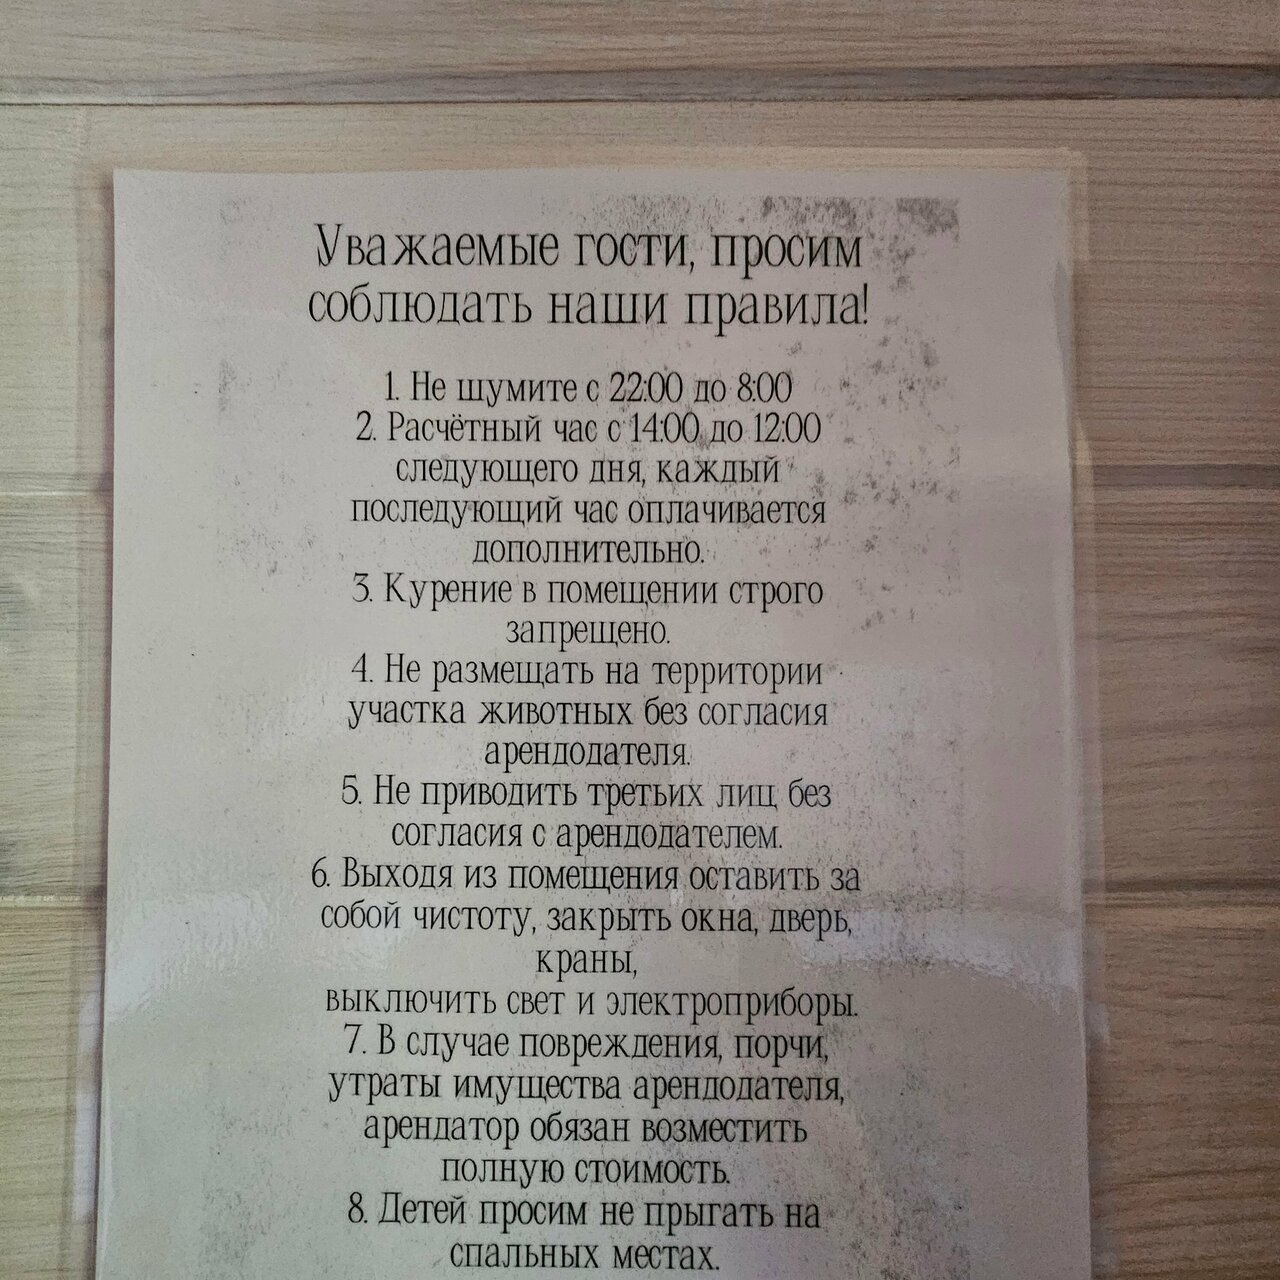 Уважаемые гости, просим
соблюдать наши правила!
1. Не шумите с 22:00 до 8:00
2. Расчётный час с 14:00 до 12:00
следующего дня, каждый
последующий час оплачивается
дополнительно.
3. Курение в помещении строго
запрещено.
4. Не размещать на территории
участка животных без согласия
арендодателя.
5. Не приводить третьих лиц без
согласия с арендодателем.
6. Выходя из помещения оставить за
собой чистоту, закрыть окна, дверь,
краны,
выключить свет и электроприборы.
7. В случае повреждения, порчи,
утраты имущества арендодателя,
арендатор обязан возместить
полную стоимость.
8. Детей просим не прыгать на
спальных местах.